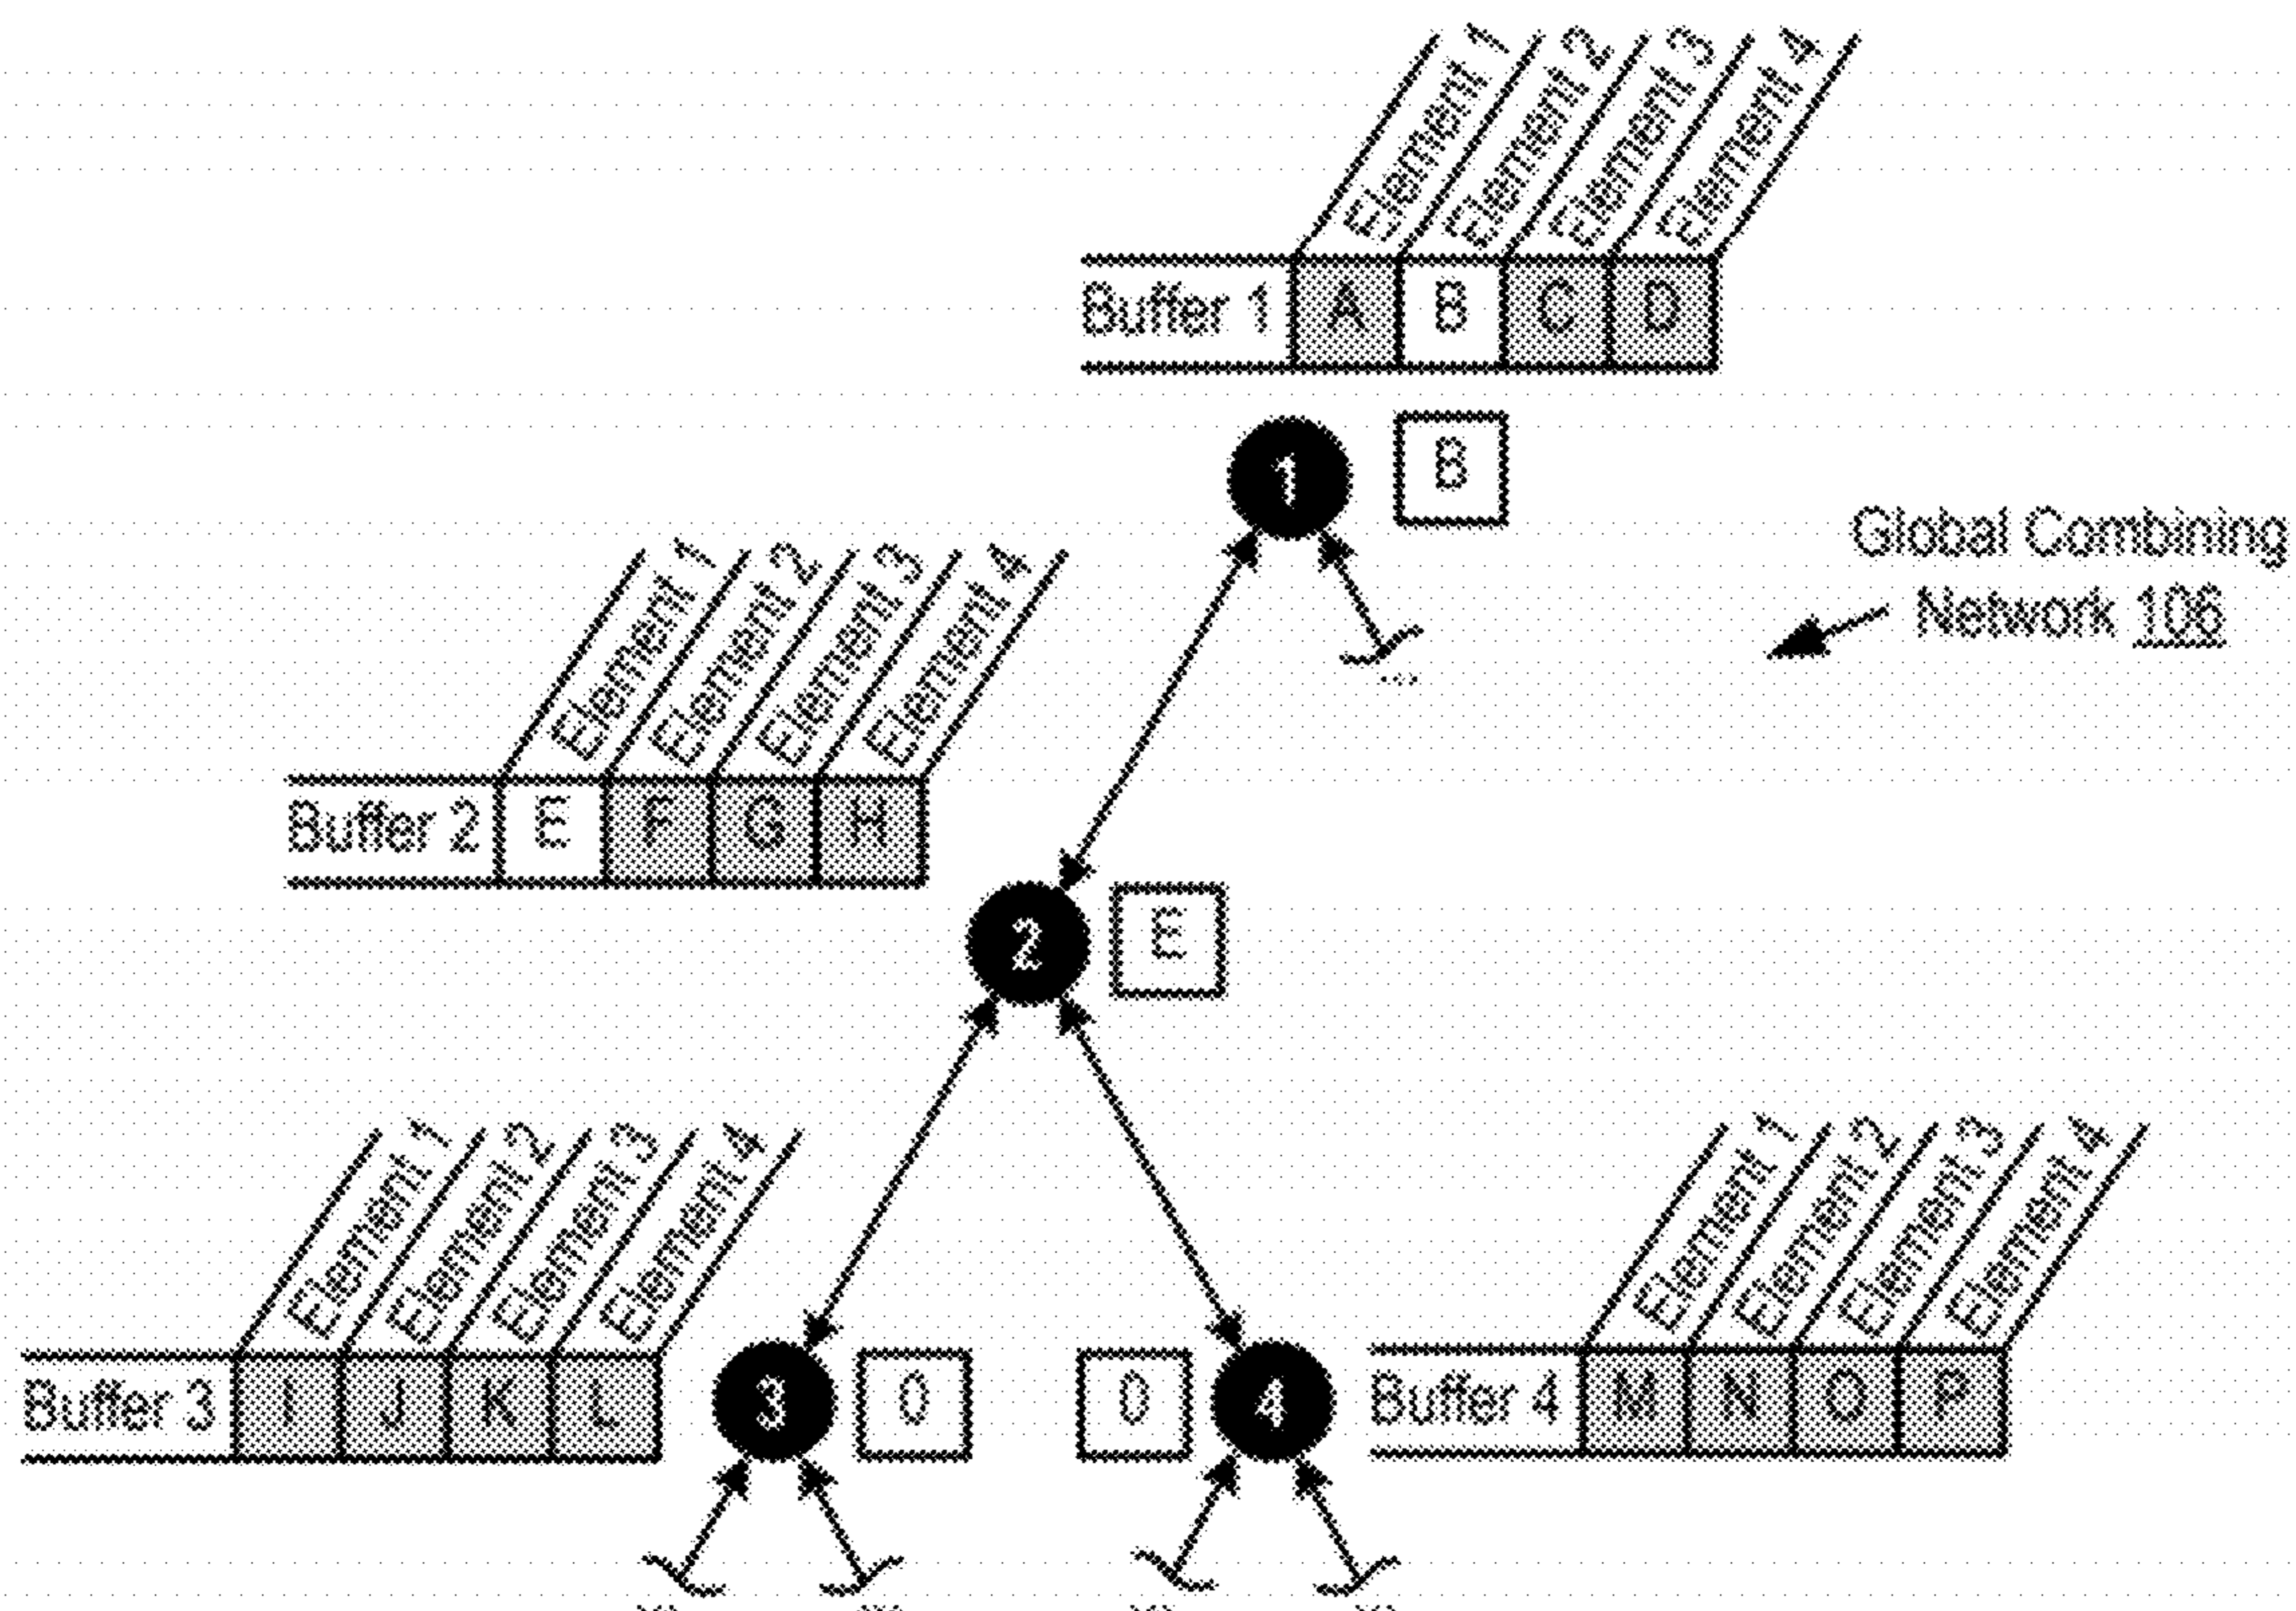 Element 1
Element 2
Element 3
Element 4
Buffer 1 A B C D
1 B
Global Combining
Network 106
...
Element 1
Element 2
Element 3
Element 4
Buffer 2 E F G H
2 E
Element 1
Element 2
Element 3
Element 4
Buffer 3 I J K L
3 0
0 4
Element 1
Element 2
Element 3
Element 4
Buffer 4 M N O P